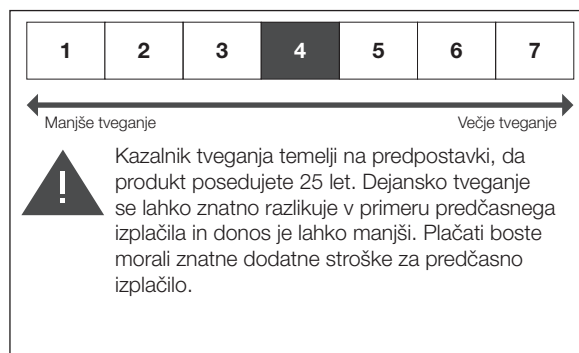 1 2 3 4 5 6 7
Manjše tveganje Večje tveganje
! Kazalnik tveganja temelji na predpostavki, da
produkt posedujete 25 let. Dejansko tveganje
se lahko znatno razlikuje v primeru predčasnega
izplačila in donos je lahko manjši. Plačati boste
morali znatne dodatne stroške za predčasno
izplačilo.